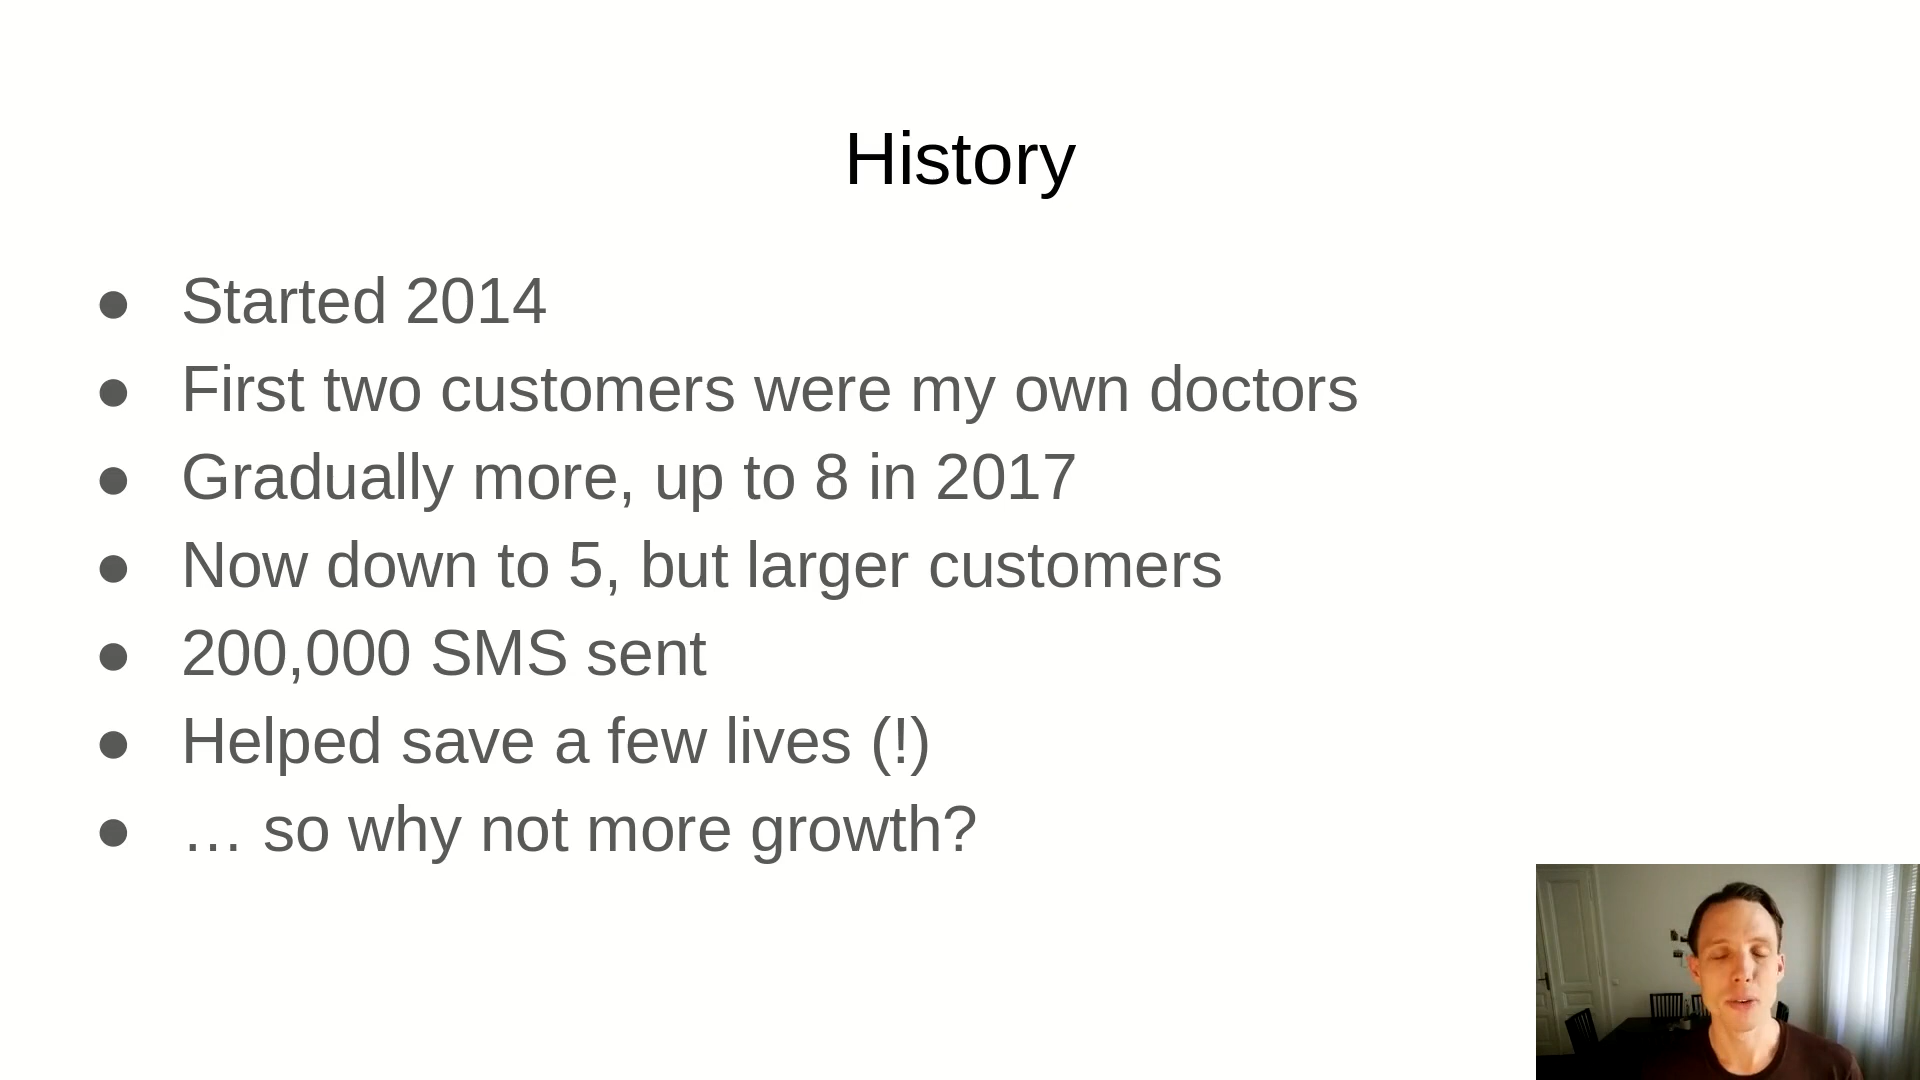 History
● Started 2014
● First two customers were my own doctors
● Gradually more, up to 8 in 2017
● Now down to 5, but larger customers
● 200,000 SMS sent
● Helped save a few lives (!)
● … so why not more growth?